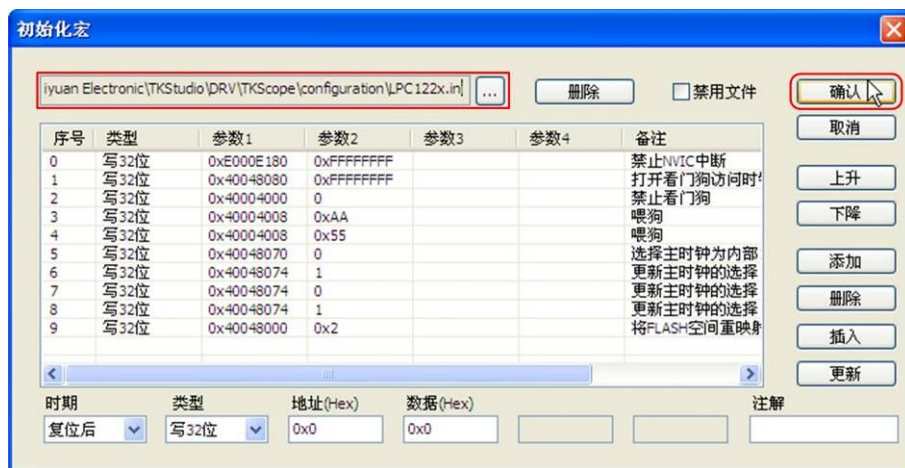 初始化宏
iyuan Electronic\TKStudio\DRV\TKScope\configuration\LPC122x.in ... 删除 禁用文件 确认
取消
序号 类型 参数1 参数2 参数3 参数4 备注
0 写32位 0xE000E180 0xFFFFFFFF 禁止NVIC中断
1 写32位 0x40048080 0xFFFFFFFF 打开看门狗访问时
2 写32位 0x40004000 0 禁止看门狗
3 写32位 0x40004008 0xAA 喂狗
4 写32位 0x40004008 0x55 喂狗
5 写32位 0x40048070 0 选择主时钟为内部
6 写32位 0x40048074 1 更新主时钟的选择
7 写32位 0x40048074 0 更新主时钟的选择
8 写32位 0x40048074 1 更新主时钟的选择
9 写32位 0x40048000 0x2 将FLASH空间重映射
上升
下降
添加
删除
插入
更新
时期 类型 地址(Hex) 数据(Hex) 注解
复位后 写32位 0x0 0x0